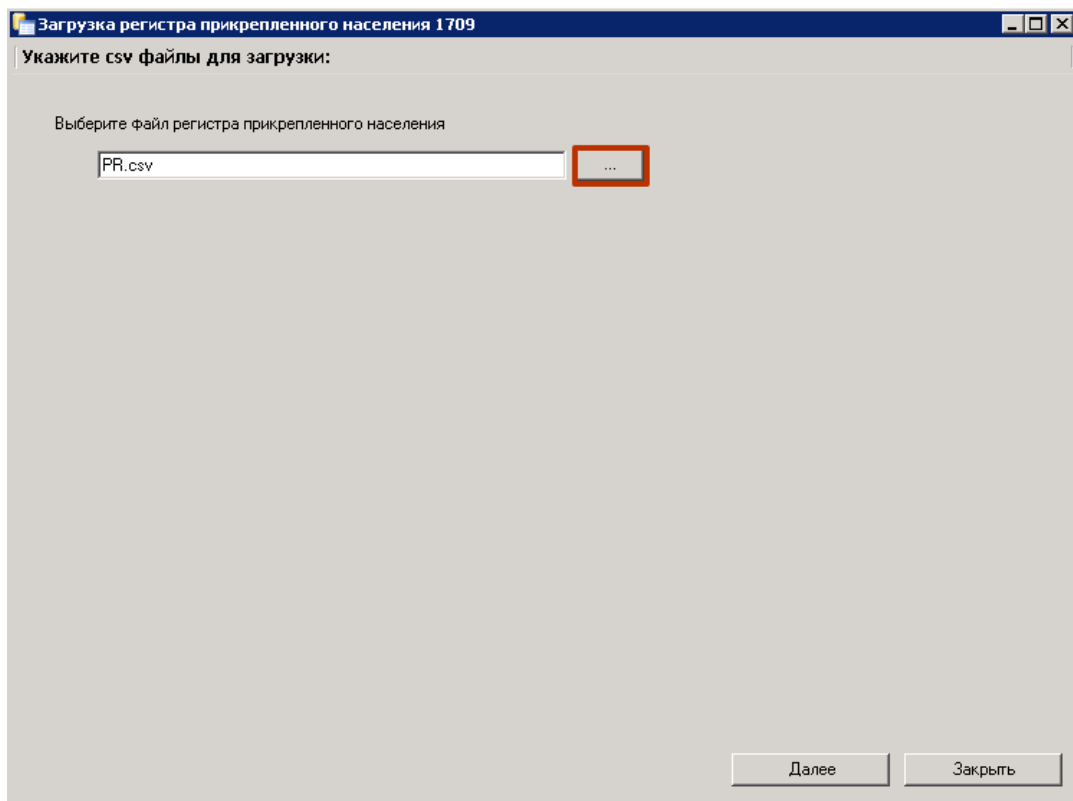 Загрузка регистра прикрепленного населения 1709
Укажите csv файлы для загрузки:
Выберите файл регистра прикрепленного населения
PR.csv
...
Далее
Закрыть